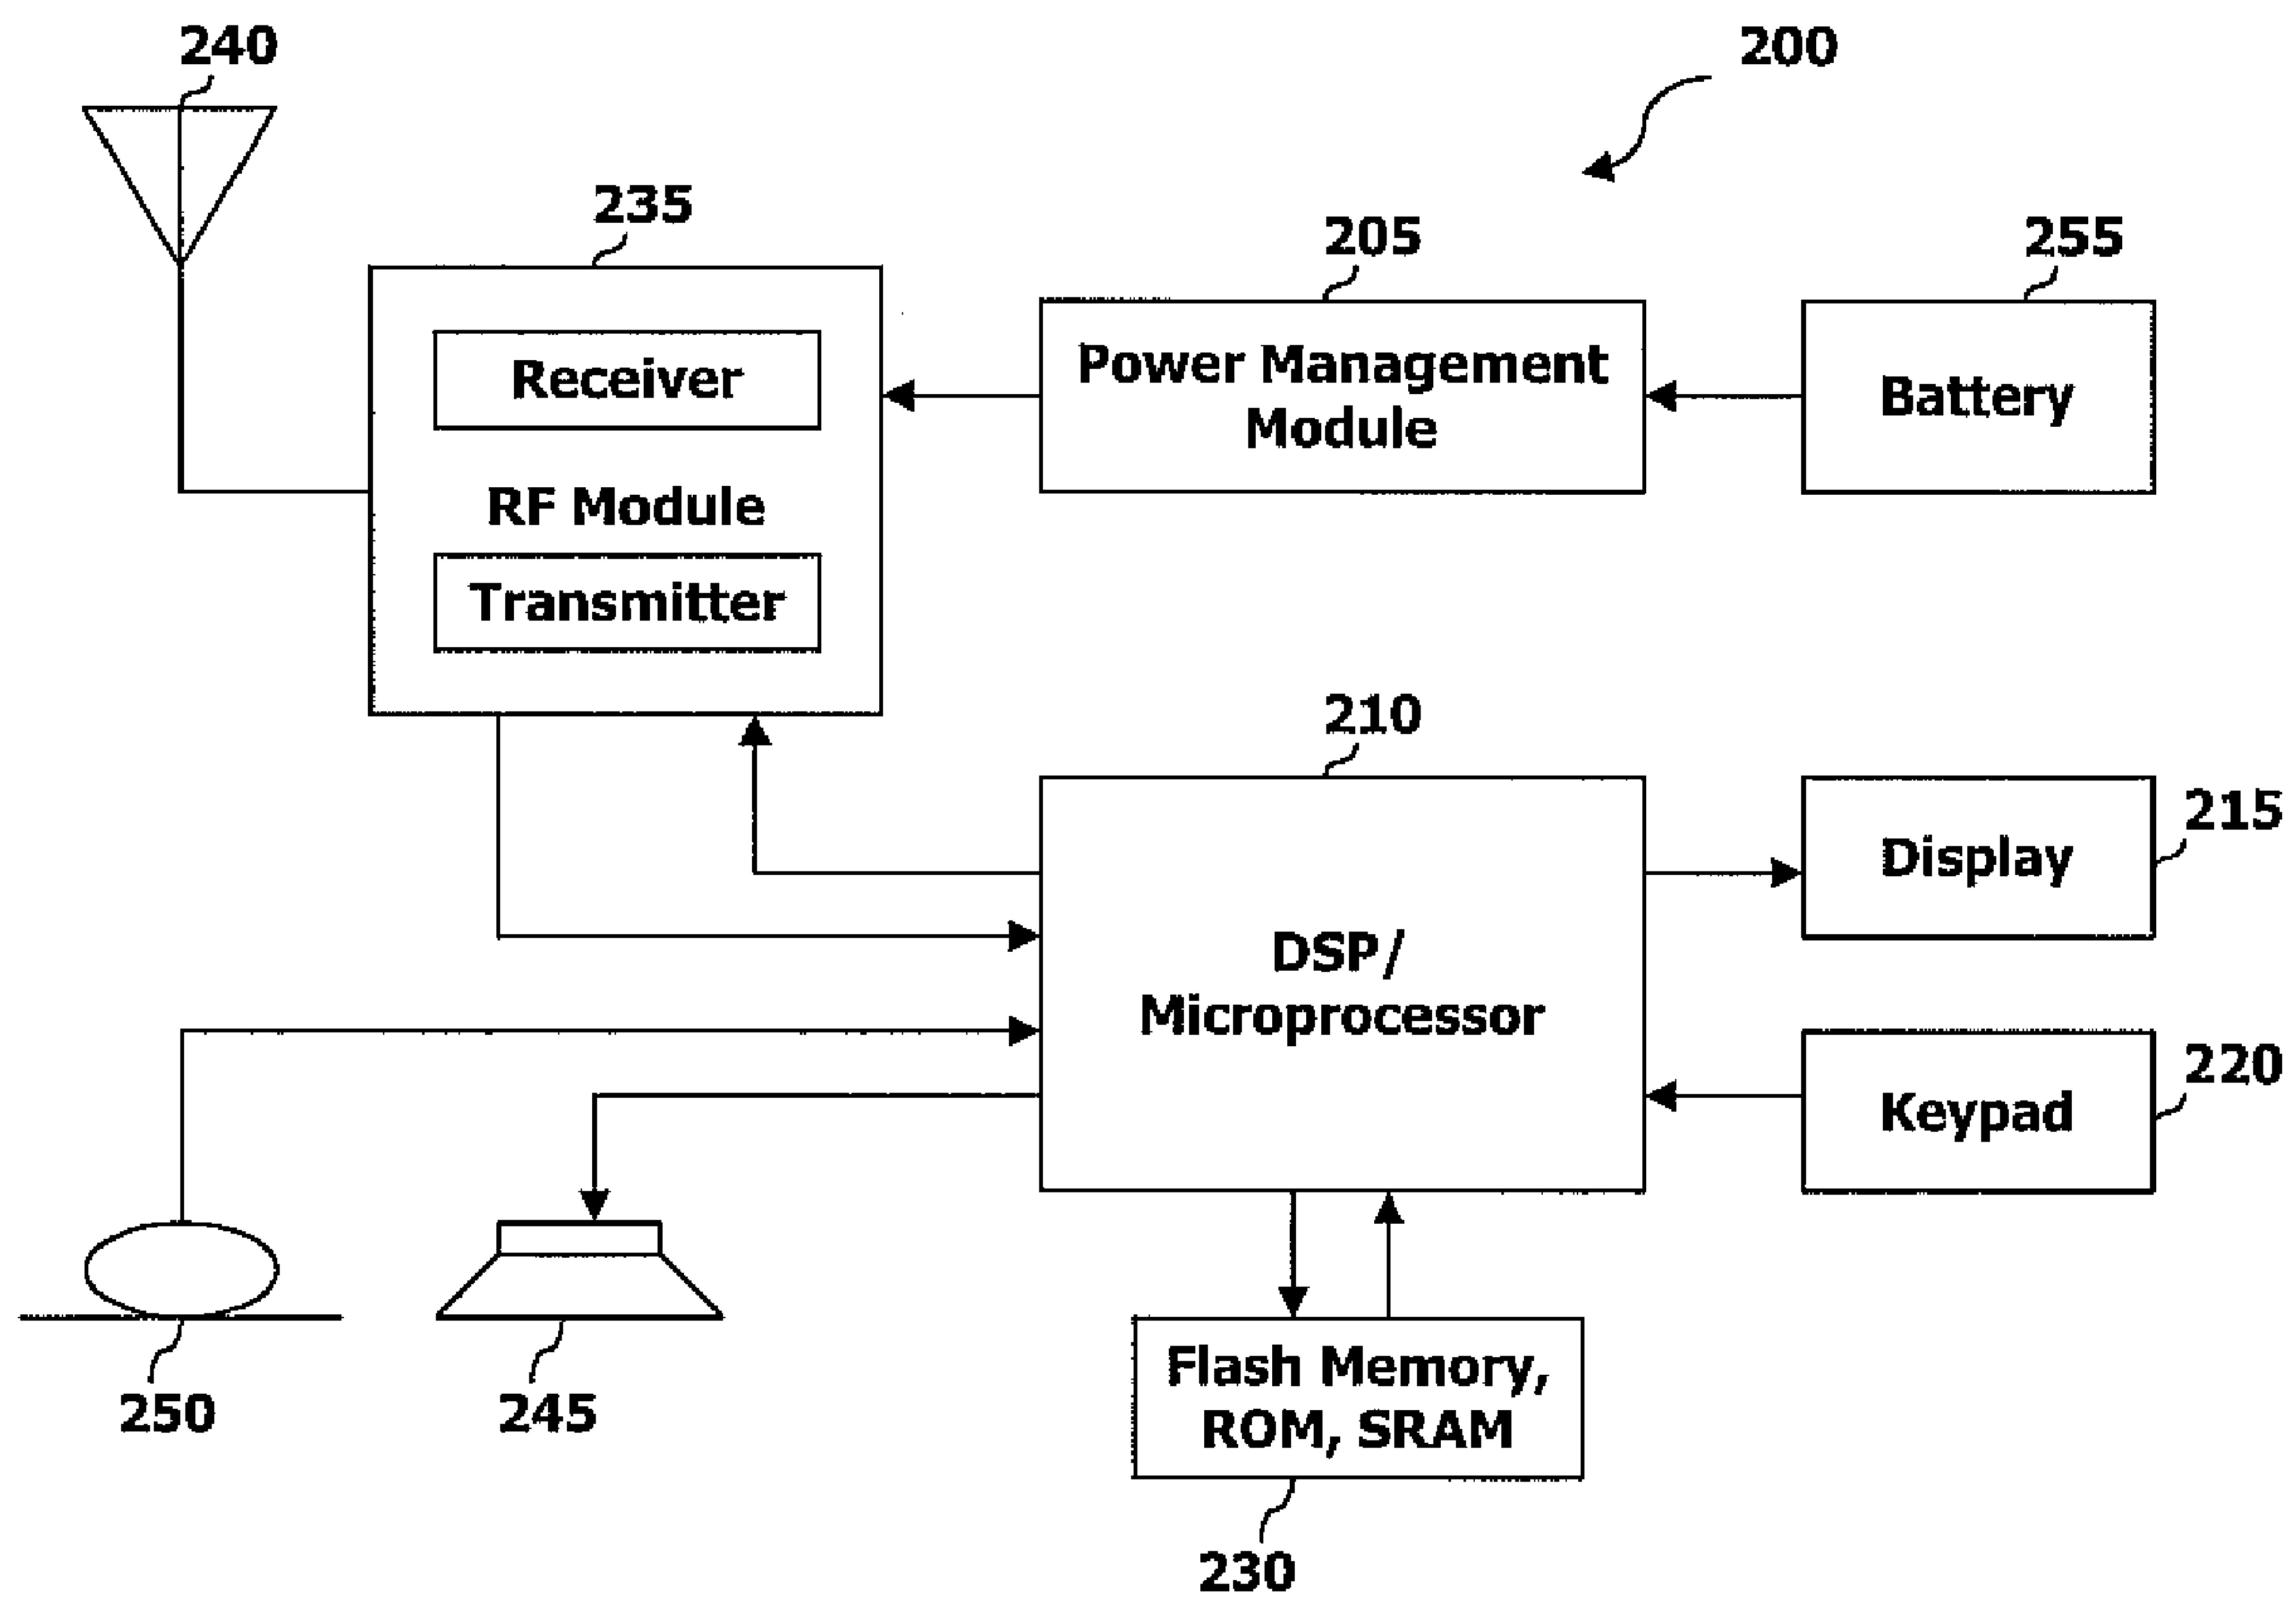 240
200
235
205
255
Receiver
RF Module
Transmitter
Power Management
Module
Battery
210
215
Display
DSP/
Microprocessor
220
Keypad
250
245
Flash Memory,
ROM, SRAM
230